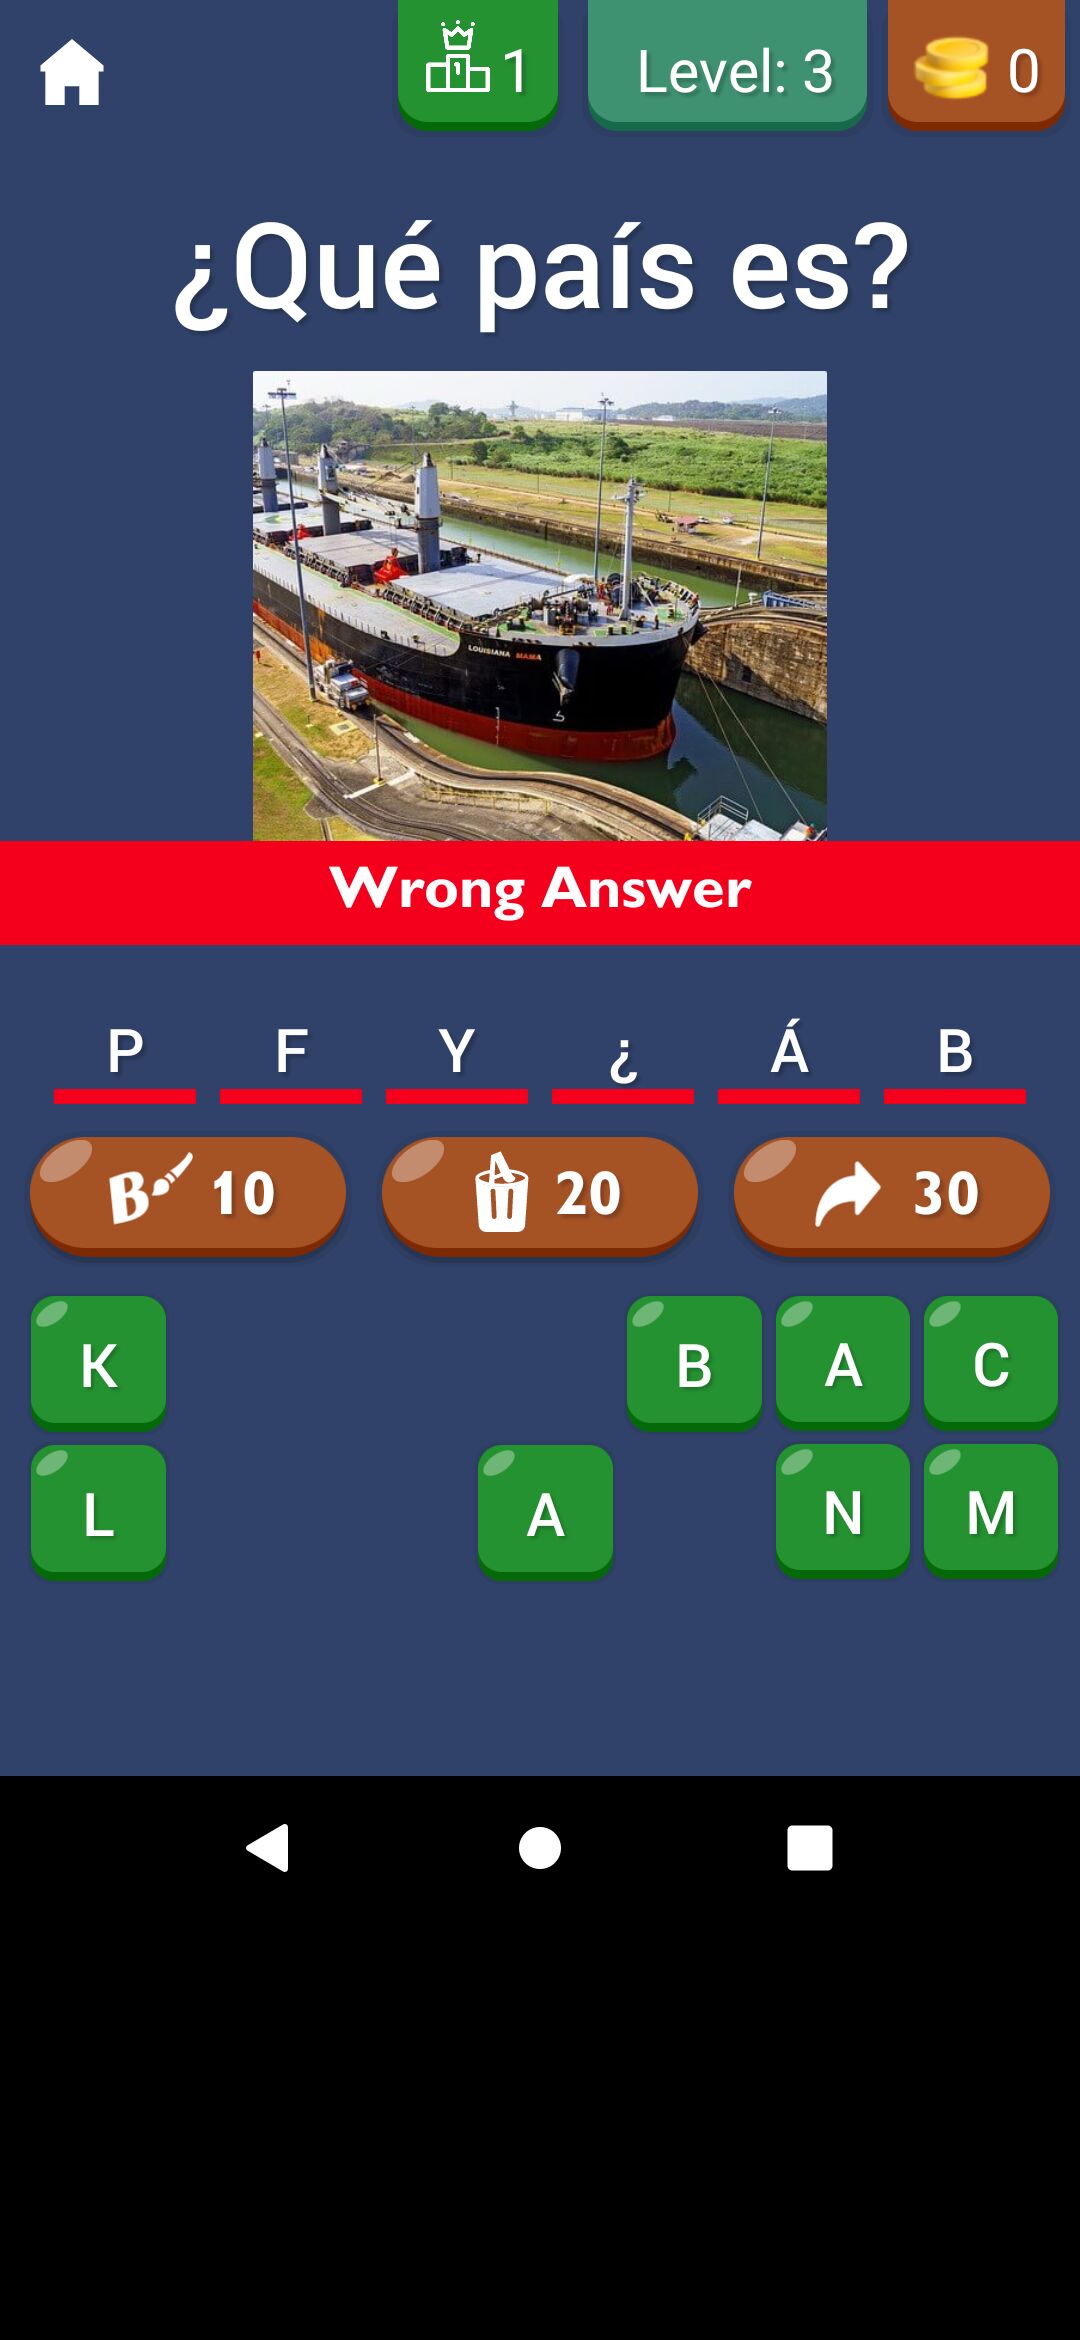 1 Level: 3 0
¿Qué país es?
LOUISIANA MAMA
Wrong Answer
P F Y ¿ Á B
B 10 20 30
K B A C
L A N M